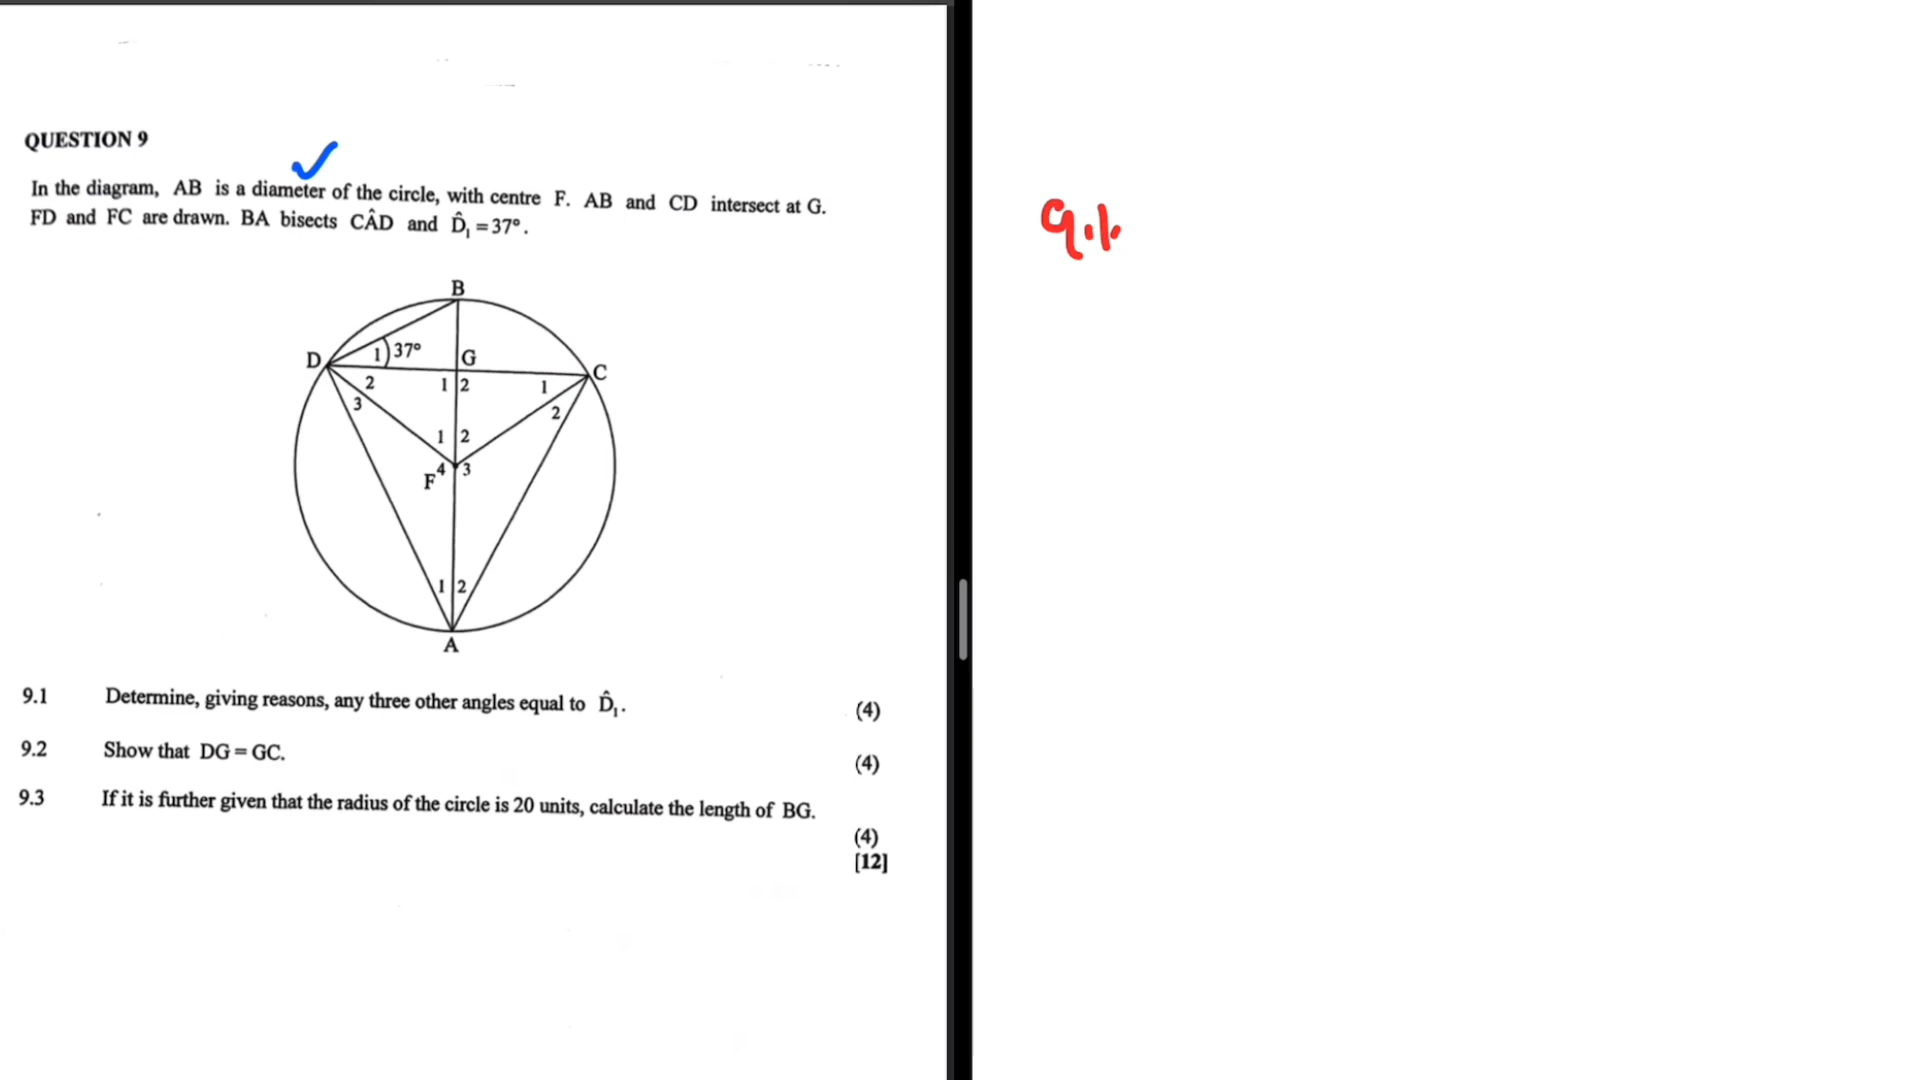 QUESTION 9
In the diagram, AB is a diameter of the circle, with centre F. AB and CD intersect at G.
FD and FC are drawn. BA bisects CÂD and D̂₁ = 37°.
9.1.
B
D
1
37°
G
C
2
1
2
1
3
2
1
2
4
3
F
1
2
A
9.1 Determine, giving reasons, any three other angles equal to D̂₁. (4)
9.2 Show that DG = GC. (4)
9.3 If it is further given that the radius of the circle is 20 units, calculate the length of BG.
(4)
[12]